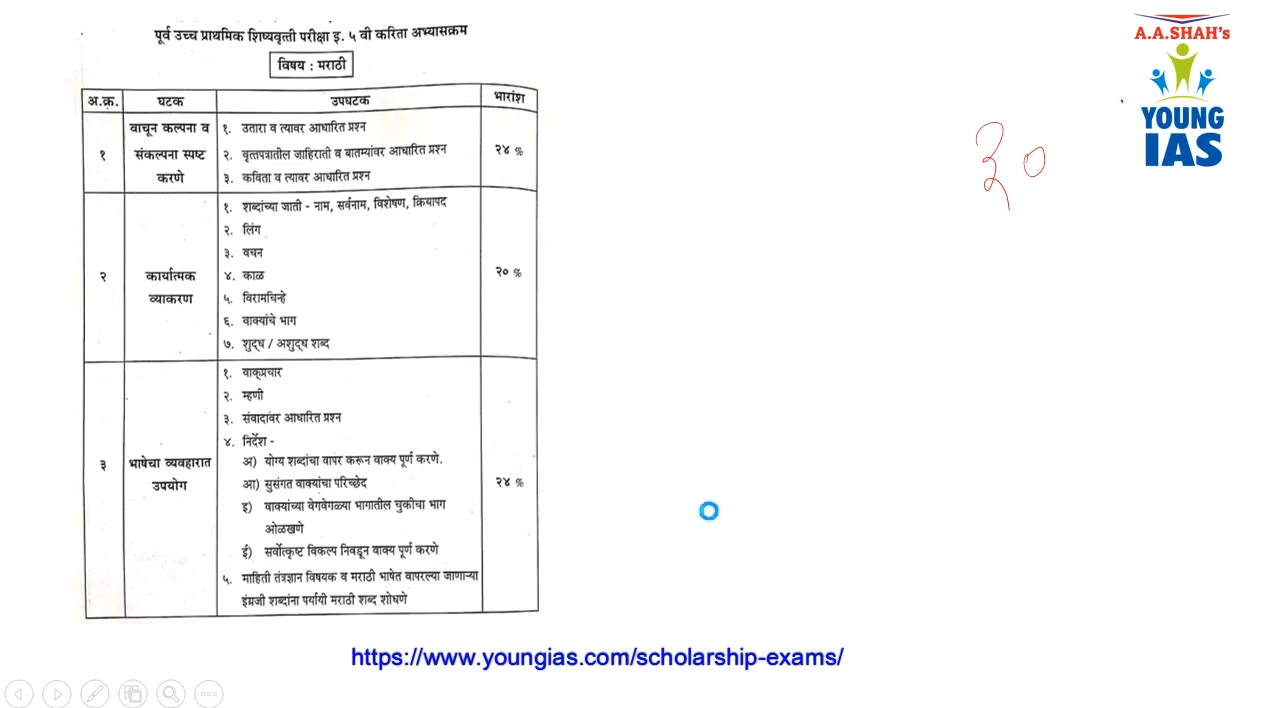 पूर्व उच्च प्राथमिक शिष्यवृत्ती परीक्षा इ. ५ वी करिता अभ्यासक्रम
विषय : मराठी
अ.क्र. घटक उपघटक भारांश
१ वाचून कल्पना व संकल्पना स्पष्ट करणे
१. उतारा व त्यावर आधारित प्रश्न
२. वृत्तपत्रातील जाहिराती व बातम्यांवर आधारित प्रश्न
३. कविता व त्यावर आधारित प्रश्न
२४ %
२ कार्यात्मक व्याकरण
१. शब्दांच्या जाती - नाम, सर्वनाम, विशेषण, क्रियापद
२. लिंग
३. वचन
४. काळ
५. विरामचिन्हे
६. वाक्यांचे भाग
७. शुद्ध / अशुद्ध शब्द
२० %
३ भाषेचा व्यवहारात उपयोग
१. वाक्प्रचार
२. म्हणी
३. संवादांवर आधारित प्रश्न
४. निर्देश -
अ) योग्य शब्दांचा वापर करून वाक्य पूर्ण करणे.
आ) सुसंगत वाक्यांचा परिच्छेद
इ) वाक्यांच्या वेगवेगळ्या भागातील चुकीचा भाग
ओळखणे
ई) सर्वोत्कृष्ट विकल्प निवडून वाक्य पूर्ण करणे
५. माहिती तंत्रज्ञान विषयक व मराठी भाषेत वापरल्या जाणाऱ्या
इंग्रजी शब्दांना पर्यायी मराठी शब्द शोधणे
२४ %
A.A.SHAH's
YOUNG
IAS
३०
https://www.youngias.com/scholarship-exams/